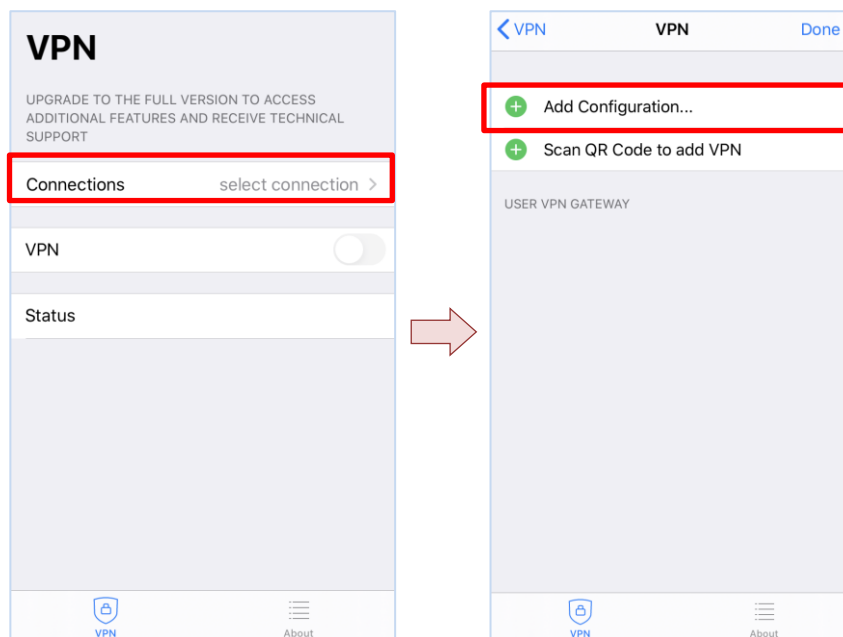 VPN
UPGRADE TO THE FULL VERSION TO ACCESS
ADDITIONAL FEATURES AND RECEIVE TECHNICAL
SUPPORT
Connections select connection
VPN
Status
VPN About
VPN VPN Done
Add Configuration...
Scan QR Code to add VPN
USER VPN GATEWAY
VPN About